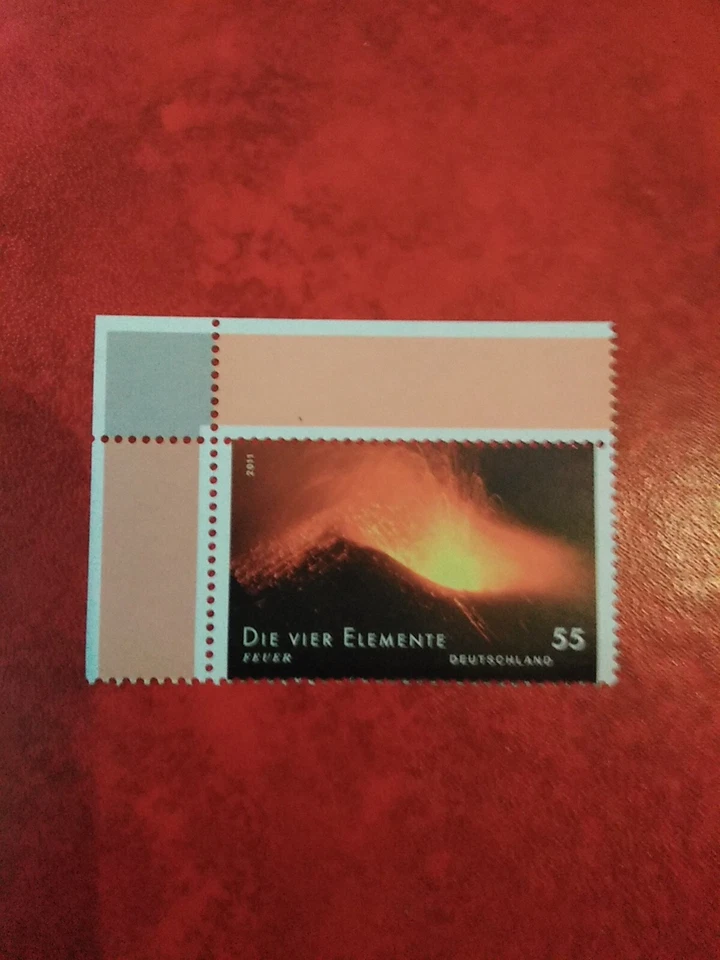 2011
DIE VIER ELEMENTE
FEUER
55
DEUTSCHLAND